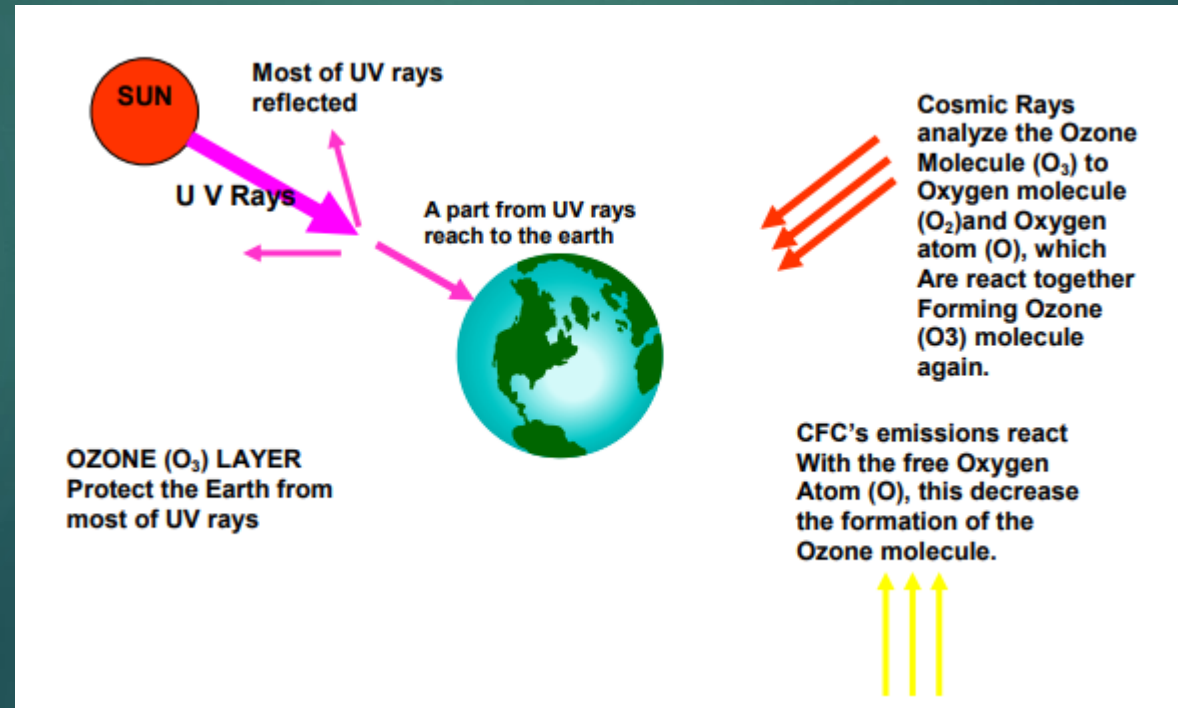 SUN
Most of UV rays
reflected
U V Rays
A part from UV rays
reach to the earth
Cosmic Rays
analyze the Ozone
Molecule (O₃) to
Oxygen molecule
(O₂)and Oxygen
atom (O), which
Are react together
Forming Ozone
(O3) molecule
again.
OZONE (O₃) LAYER
Protect the Earth from
most of UV rays
CFC's emissions react
With the free Oxygen
Atom (O), this decrease
the formation of the
Ozone molecule.